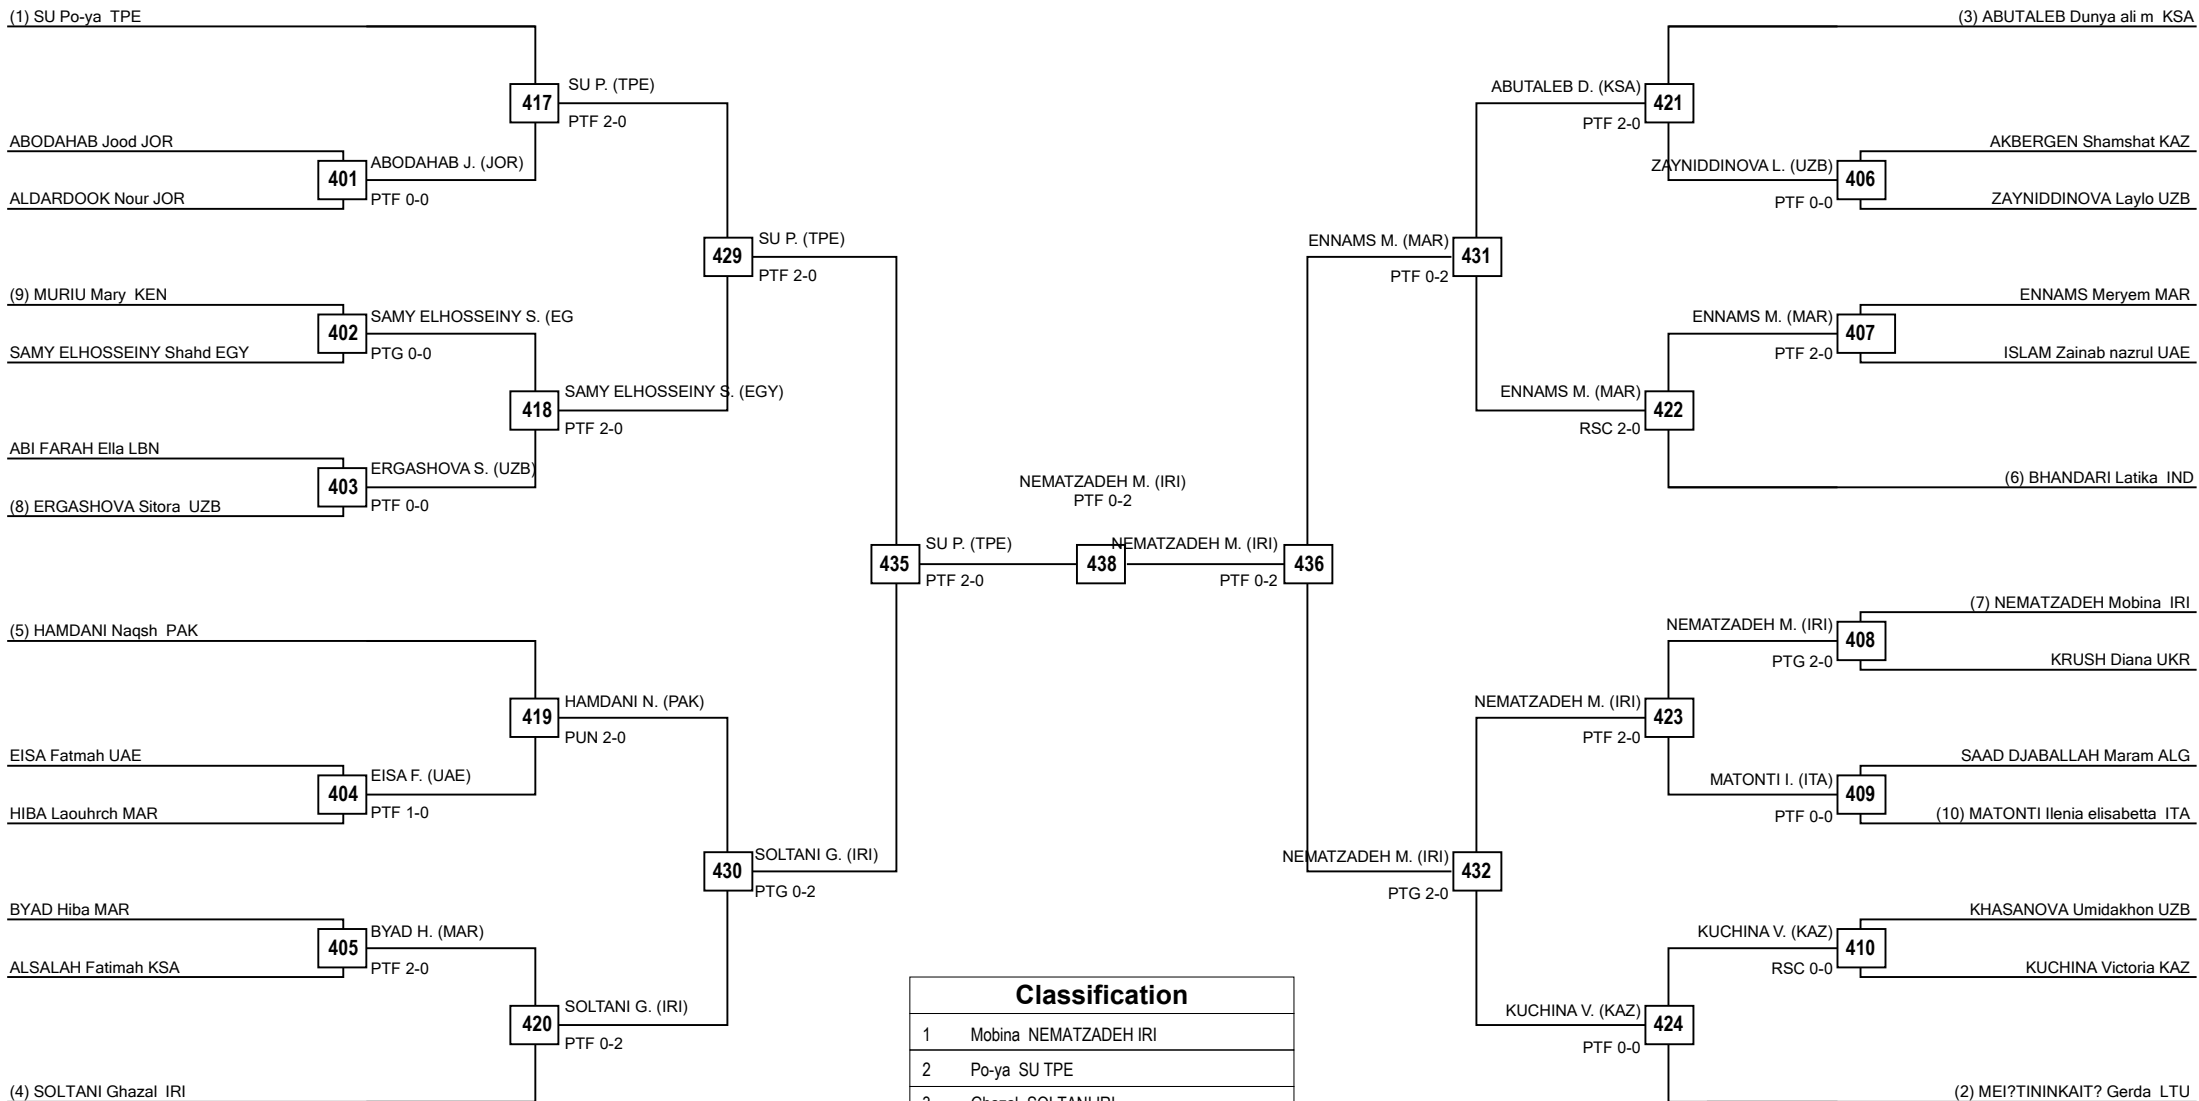 (1) SU Po-ya TPE
ABODAHAB Jood JOR
ALDARDOOK Nour JOR
(9) MURIU Mary KEN
SAMY ELHOSSEINY Shahd EGY
ABI FARAH Ella LBN
(8) ERGASHOVA Sitora UZB
(5) HAMDANI Naqsh PAK
EISA Fatmah UAE
HIBA Laouhrch MAR
BYAD Hiba MAR
ALSALAH Fatimah KSA
(4) SOLTANI Ghazal IRI
401
ABODAHAB J. (JOR)
PTF 0-0
402
SAMY ELHOSSEINY S. (EG
PTG 0-0
403
ERGASHOVA S. (UZB)
PTF 0-0
404
EISA F. (UAE)
PTF 1-0
405
BYAD H. (MAR)
PTF 2-0
417
SU P. (TPE)
PTF 2-0
418
SAMY ELHOSSEINY S. (EGY)
PTF 2-0
419
HAMDANI N. (PAK)
PUN 2-0
420
SOLTANI G. (IRI)
PTF 0-2
429
SU P. (TPE)
PTF 2-0
430
SOLTANI G. (IRI)
PTG 0-2
435
SU P. (TPE)
PTF 2-0
NEMATZADEH M. (IRI)
PTF 0-2
438
NEMATZADEH M. (IRI)
PTF 0-2
436
ENNAMS M. (MAR)
PTF 0-2
431
NEMATZADEH M. (IRI)
PTG 2-0
432
ABUTALEB D. (KSA)
PTF 2-0
421
ENNAMS M. (MAR)
RSC 2-0
422
NEMATZADEH M. (IRI)
PTF 2-0
423
KUCHINA V. (KAZ)
PTF 0-0
424
ZAYNIDDINOVA L. (UZB)
PTF 0-0
406
ENNAMS M. (MAR)
PTF 2-0
407
NEMATZADEH M. (IRI)
PTG 2-0
408
MATONTI I. (ITA)
PTF 0-0
409
KUCHINA V. (KAZ)
RSC 0-0
410
(3) ABUTALEB Dunya ali m KSA
AKBERGEN Shamshat KAZ
ZAYNIDDINOVA Laylo UZB
ENNAMS Meryem MAR
ISLAM Zainab nazrul UAE
(6) BHANDARI Latika IND
(7) NEMATZADEH Mobina IRI
KRUSH Diana UKR
SAAD DJABALLAH Maram ALG
(10) MATONTI Ilenia elisabetta ITA
KHASANOVA Umidakhon UZB
KUCHINA Victoria KAZ
(2) MEI?TININKAIT? Gerda LTU
Classification
1 Mobina NEMATZADEH IRI
2 Po-ya SU TPE
3 Ghazal SOLTANI IRI